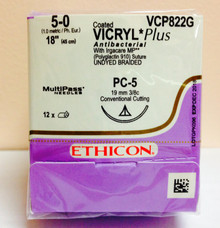 5-0
(1.0 metric / Ph. Eur.)
18" (45 cm)
Coated
VCP822G
VICRYL* Plus
Antibacterial
With Irgacare MP**
(Polyglactin 910) Suture
UNDYED BRAIDED
MultiPass*
NEEDLES
PC-5
19 mm 3/8c
Conventional Cutting
12 x
ETHICON